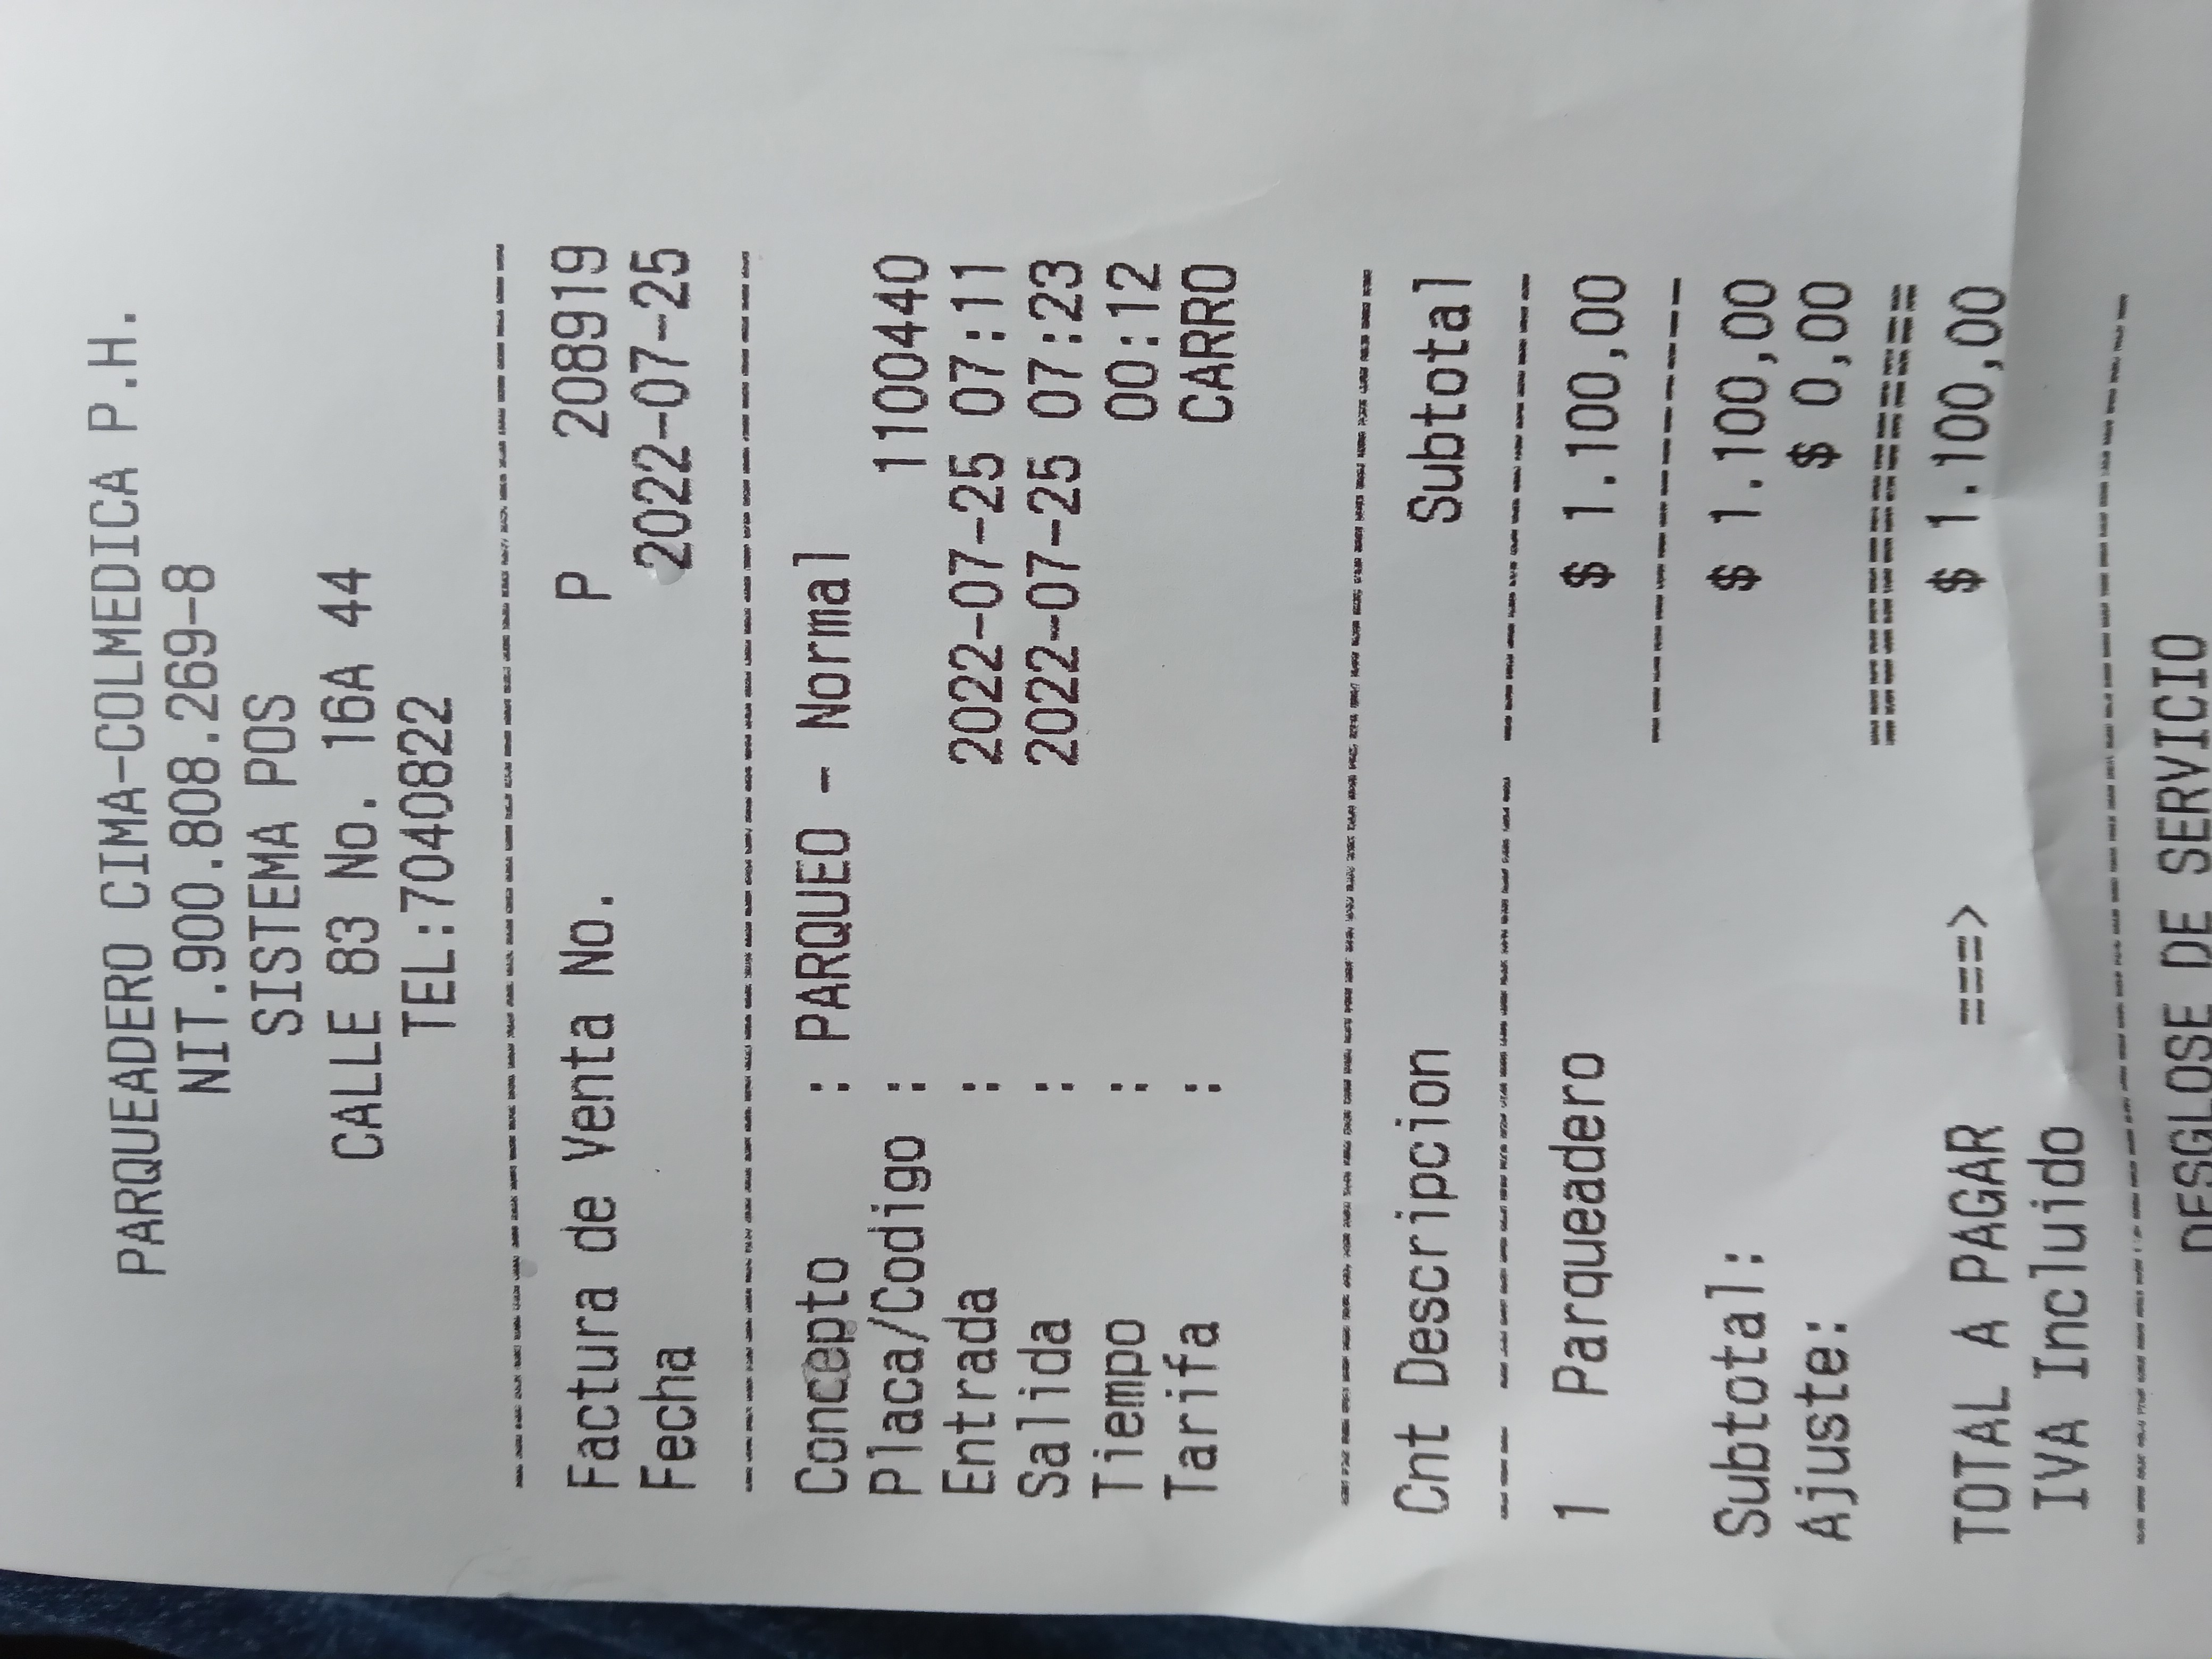 PARQUEADERO CIMA-COLMEDICA P.H.
NIT.900.808.269-8
SISTEMA POS
CALLE 83 No. 16A 44
TEL:7040822
Factura de Venta No. P 208919
Fecha 2022-07-25
Concepto : PARQUEO - Normal
Placa/Codigo : 1100440
Entrada : 2022-07-25 07:11
Salida : 2022-07-25 07:23
Tiempo : 00:12
Tarifa : CARRO
Cnt Descripcion Subtotal
1 Parqueadero $ 1.100,00
Subtotal: $ 1.100,00
Ajuste: $ 0,00
TOTAL A PAGAR ====> $ 1.100,00
IVA Incluido
DESGLOSE DE SERVICIO